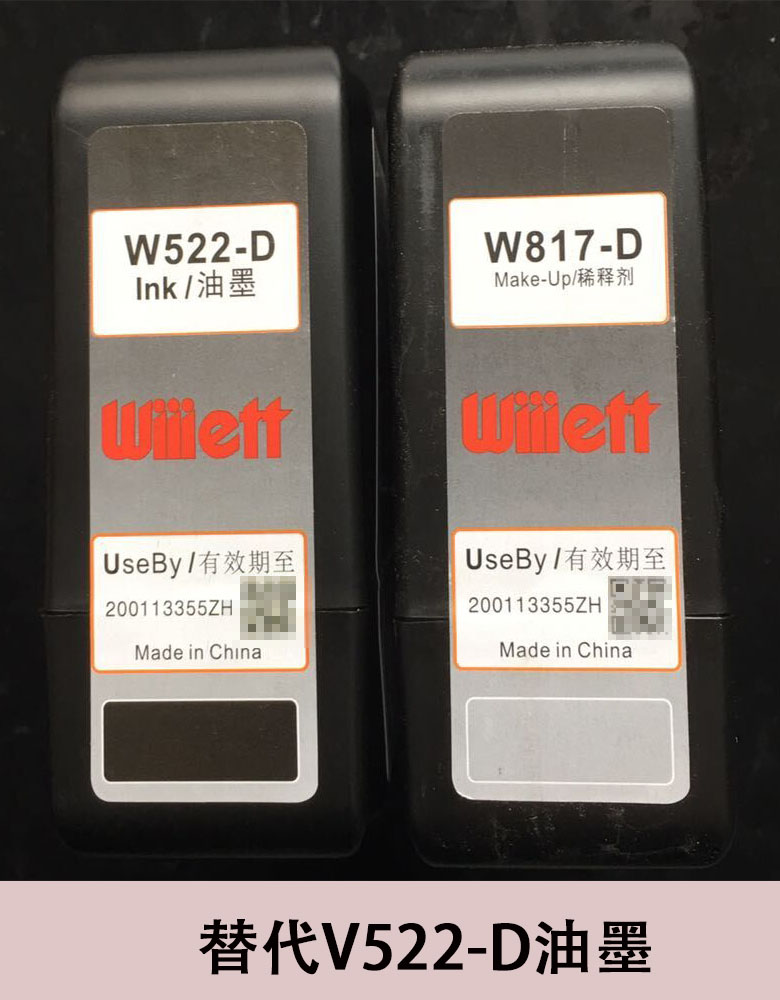 W522-D
Ink/油墨
Willett
UseBy/有效期至
200113355ZH
Made in China
W817-D
Make-Up/稀释剂
Willett
UseBy/有效期至
200113355ZH
Made in China
替代V522-D油墨